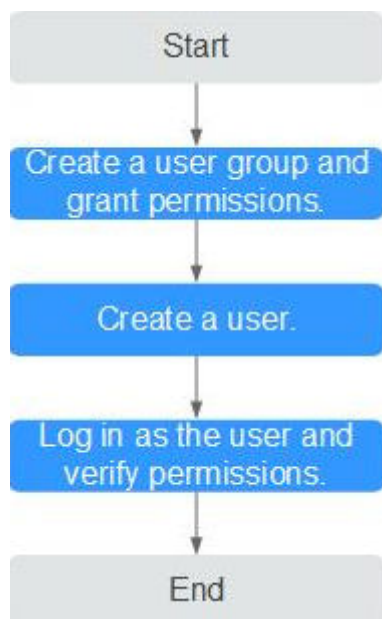 Start
Create a user group and
grant permissions.
Create a user.
Log in as the user and
verify permissions.
End